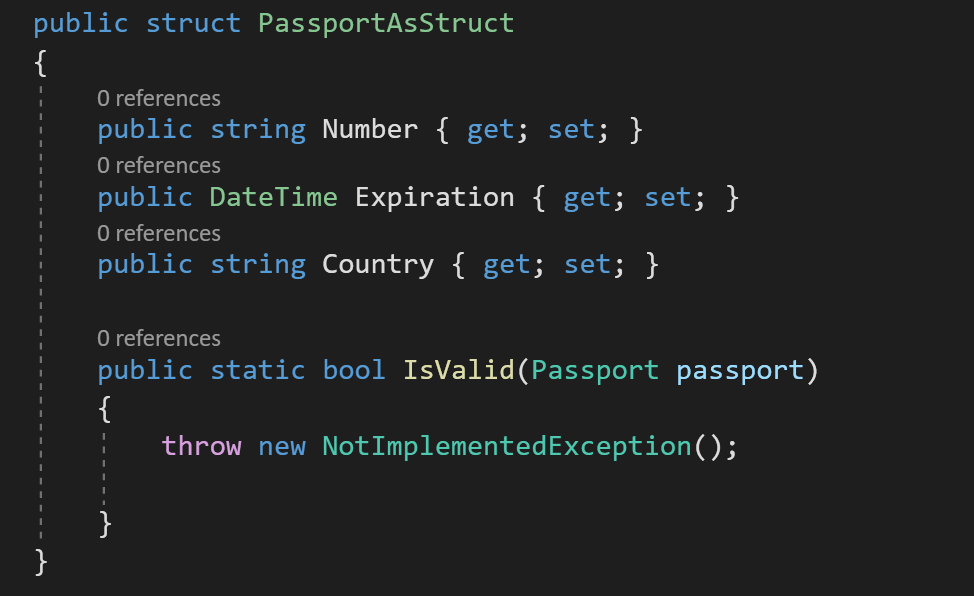 public struct PassportAsStruct
{
0 references
public string Number { get; set; }
0 references
public DateTime Expiration { get; set; }
0 references
public string Country { get; set; }
0 references
public static bool IsValid(Passport passport)
{
throw new NotImplementedException();
}
}